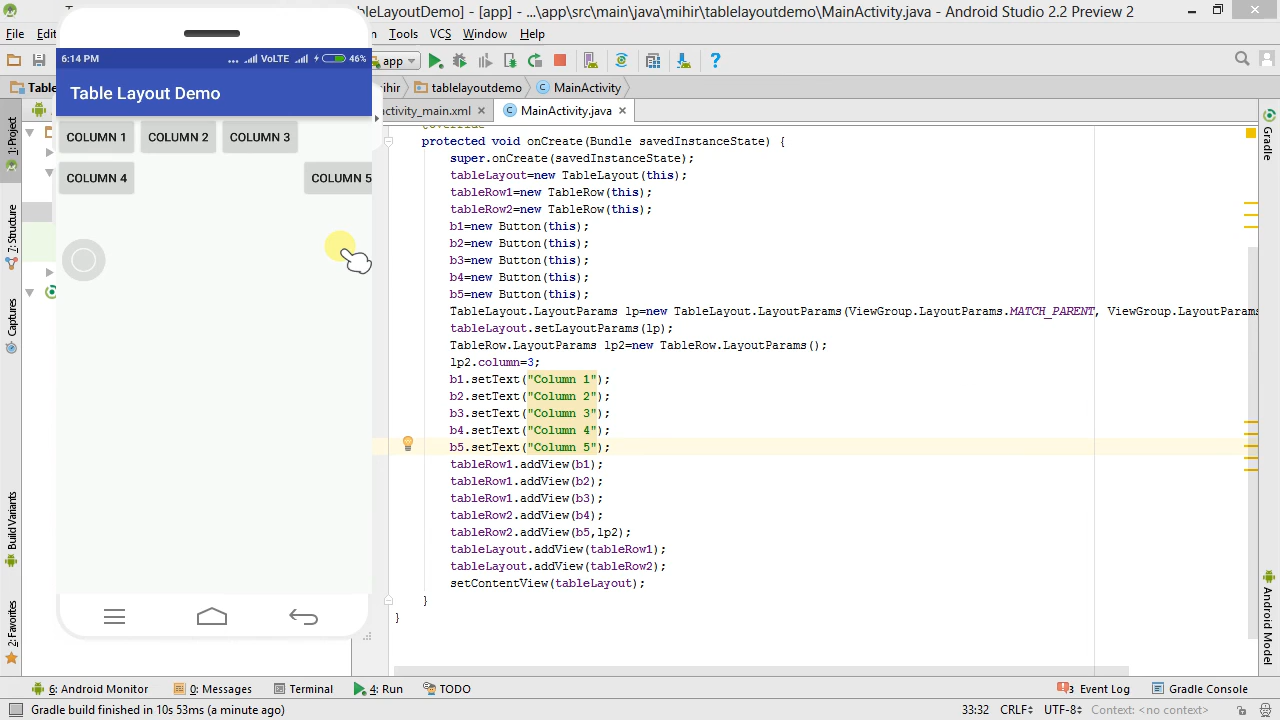 ableLayoutDemo] - [app] - ...\app\src\main\java\mihir\tablelayoutdemo\MainActivity.java - Android Studio 2.2 Preview 2
File Tools VCS Window Help
app
tablelayoutdemo MainActivity
MainActivity.java
1: Project
7: Structure
Captures
Build Variants
2: Favorites
6:14 PM ... VoLTE 46%
Table Layout Demo
COLUMN 1 COLUMN 2 COLUMN 3
COLUMN 4 COLUMN 5
protected void onCreate(Bundle savedInstanceState) {
super.onCreate(savedInstanceState);
tableLayout=new TableLayout(this);
tableRow1=new TableRow(this);
tableRow2=new TableRow(this);
b1=new Button(this);
b2=new Button(this);
b3=new Button(this);
b4=new Button(this);
b5=new Button(this);
TableLayout.LayoutParams lp=new TableLayout.LayoutParams(ViewGroup.LayoutParams.MATCH_PARENT, ViewGroup.LayoutParams
tableLayout.setLayoutParams(lp);
TableRow.LayoutParams lp2=new TableRow.LayoutParams();
lp2.column=3;
b1.setText("Column 1");
b2.setText("Column 2");
b3.setText("Column 3");
b4.setText("Column 4");
b5.setText("Column 5");
tableRow1.addView(b1);
tableRow1.addView(b2);
tableRow1.addView(b3);
tableRow2.addView(b4);
tableRow2.addView(b5,lp2);
tableLayout.addView(tableRow1);
tableLayout.addView(tableRow2);
setContentView(tableLayout);
}
}
Gradle
Android Model
6: Android Monitor 0: Messages Terminal 4: Run TODO 3 Event Log Gradle Console
Gradle build finished in 10s 53ms (a minute ago) 33:32 CRLF UTF-8 Context: <no context>